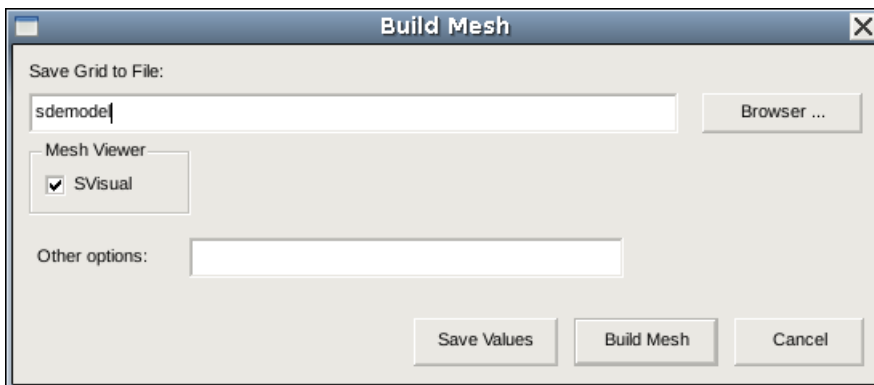 Build Mesh
Save Grid to File:
sdemodel
Browser ...
Mesh Viewer
SVisual
Other options:
Save Values
Build Mesh
Cancel